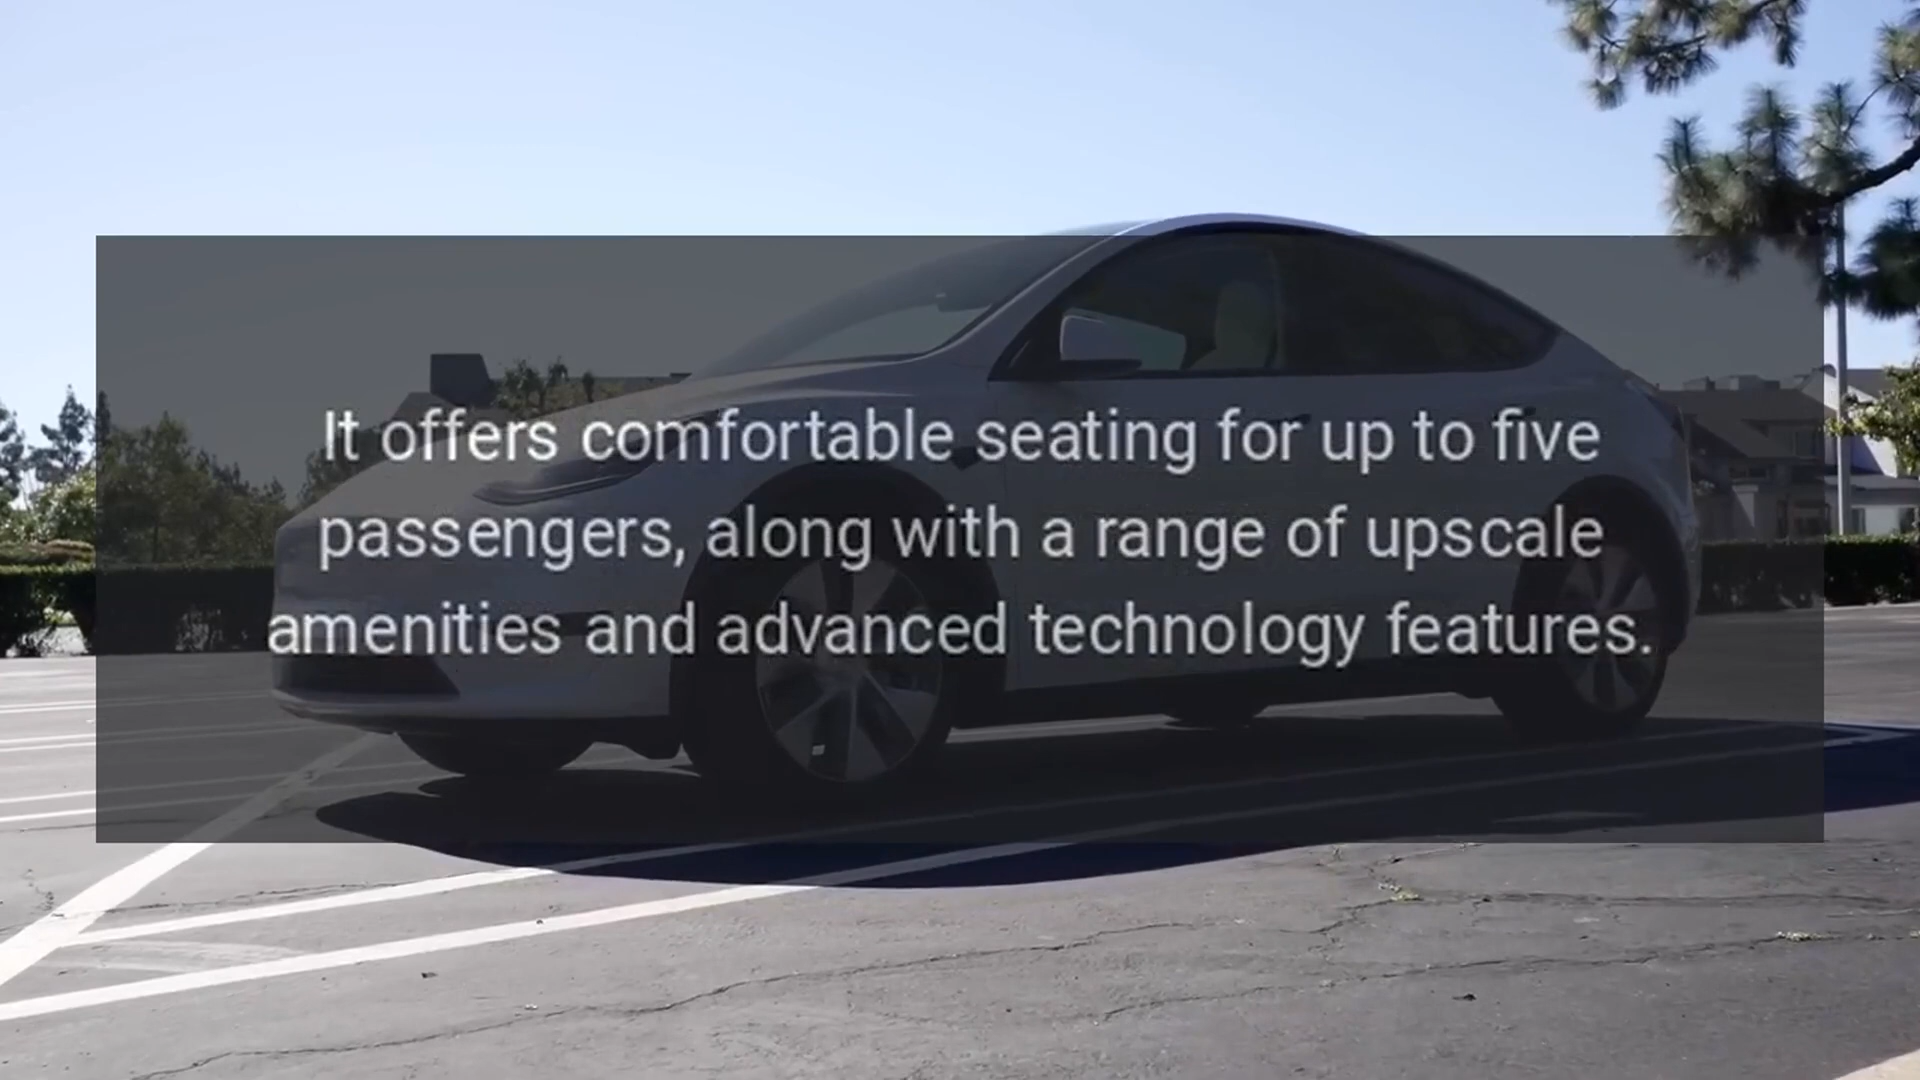 It offers comfortable seating for up to five
passengers, along with a range of upscale
amenities and advanced technology features.